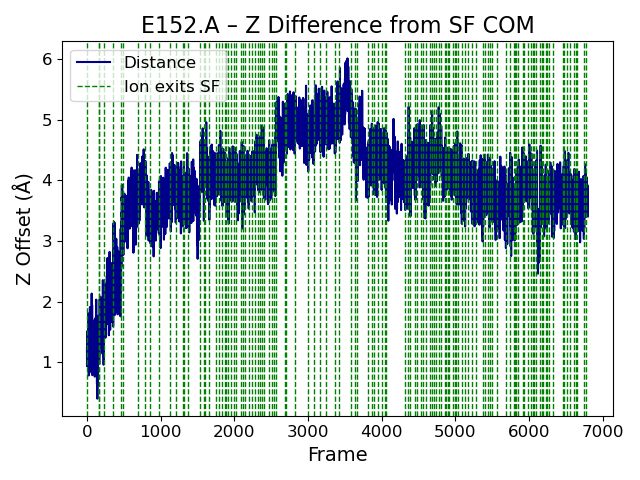 E152.A – Z Difference from SF COM
Distance
Ion exits SF
Z Offset (Å)
6
5
4
3
2
1
0 1000 2000 3000 4000 5000 6000 7000
Frame